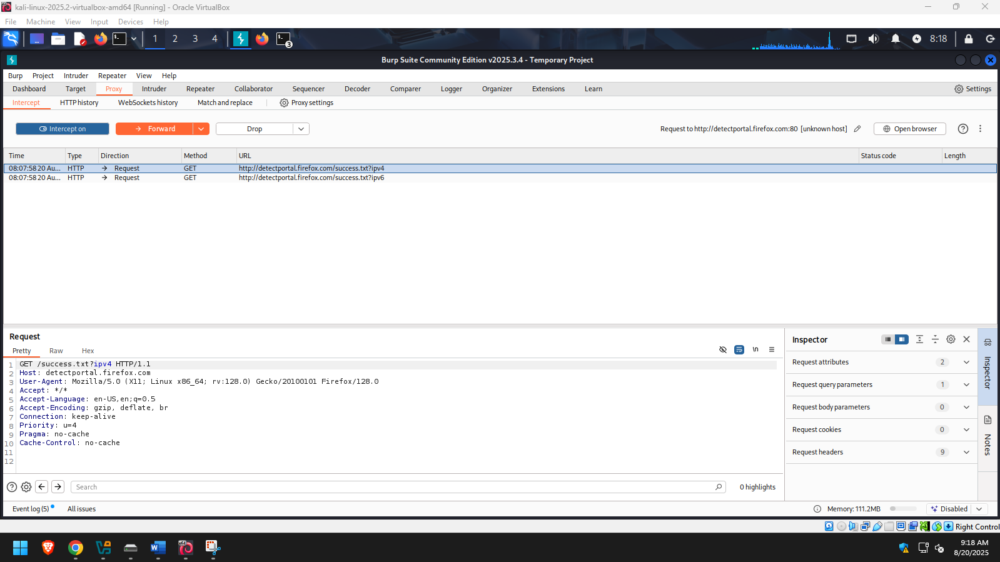 kali-linux-2025.2-virtualbox-amd64 [Running] - Oracle VirtualBox
File Machine View Input Devices Help
1 2 3 4 3 8:18
Burp Suite Community Edition v2025.3.4 - Temporary Project
Burp Project Intruder Repeater View Help
Dashboard Target Proxy Intruder Repeater Collaborator Sequencer Decoder Comparer Logger Organizer Extensions Learn Settings
Intercept HTTP history WebSockets history Match and replace Proxy settings
Intercept on Forward Drop Request to http://detectportal.firefox.com:80 [unknown host] Open browser
Time Type Direction Method URL Status code Length
08:07:58 20 Au... HTTP → Request GET http://detectportal.firefox.com/success.txt?ipv4
08:07:58 20 Au... HTTP → Request GET http://detectportal.firefox.com/success.txt?ipv6
Request
Pretty Raw Hex \n
1 GET /success.txt?ipv4 HTTP/1.1
2 Host: detectportal.firefox.com
3 User-Agent: Mozilla/5.0 (X11; Linux x86_64; rv:128.0) Gecko/20100101 Firefox/128.0
4 Accept: */*
5 Accept-Language: en-US,en;q=0.5
6 Accept-Encoding: gzip, deflate, br
7 Connection: keep-alive
8 Priority: u=4
9 Pragma: no-cache
10 Cache-Control: no-cache
11
12
Search 0 highlights
Inspector
Request attributes 2
Request query parameters 1
Request body parameters 0
Request cookies 0
Request headers 9
Inspector
Notes
Event log (5) All issues Memory: 111.2MB Disabled
Right Control
9:18 AM
8/20/2025